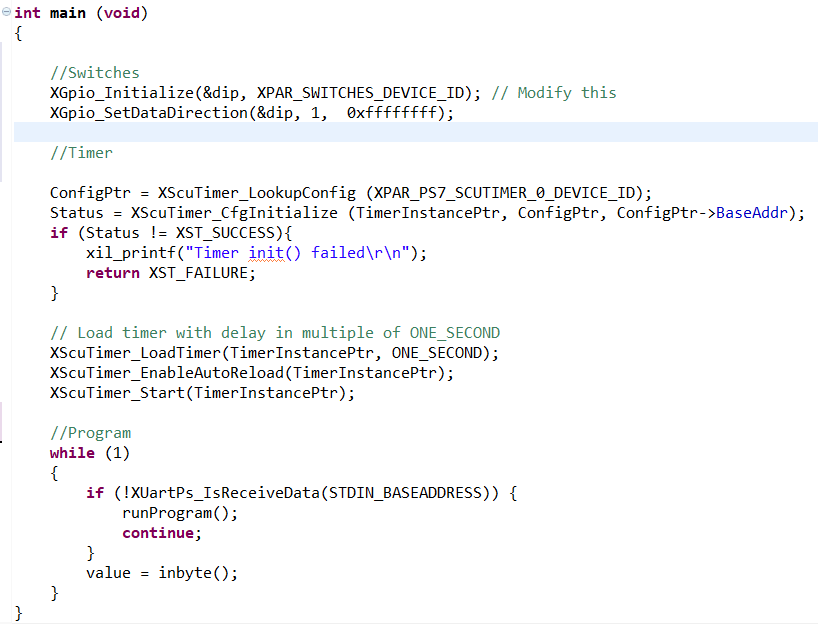 int main (void)
{
//Switches
XGpio_Initialize(&dip, XPAR_SWITCHES_DEVICE_ID); // Modify this
XGpio_SetDataDirection(&dip, 1,  0xffffffff);
//Timer
ConfigPtr = XScuTimer_LookupConfig (XPAR_PS7_SCUTIMER_0_DEVICE_ID);
Status = XScuTimer_CfgInitialize (TimerInstancePtr, ConfigPtr, ConfigPtr->BaseAddr);
if (Status != XST_SUCCESS){
xil_printf("Timer init() failed\r\n");
return XST_FAILURE;
}
// Load timer with delay in multiple of ONE_SECOND
XScuTimer_LoadTimer(TimerInstancePtr, ONE_SECOND);
XScuTimer_EnableAutoReload(TimerInstancePtr);
XScuTimer_Start(TimerInstancePtr);
//Program
while (1)
{
if (!XUartPs_IsReceiveData(STDIN_BASEADDRESS)) {
runProgram();
continue;
}
value = inbyte();
}
}